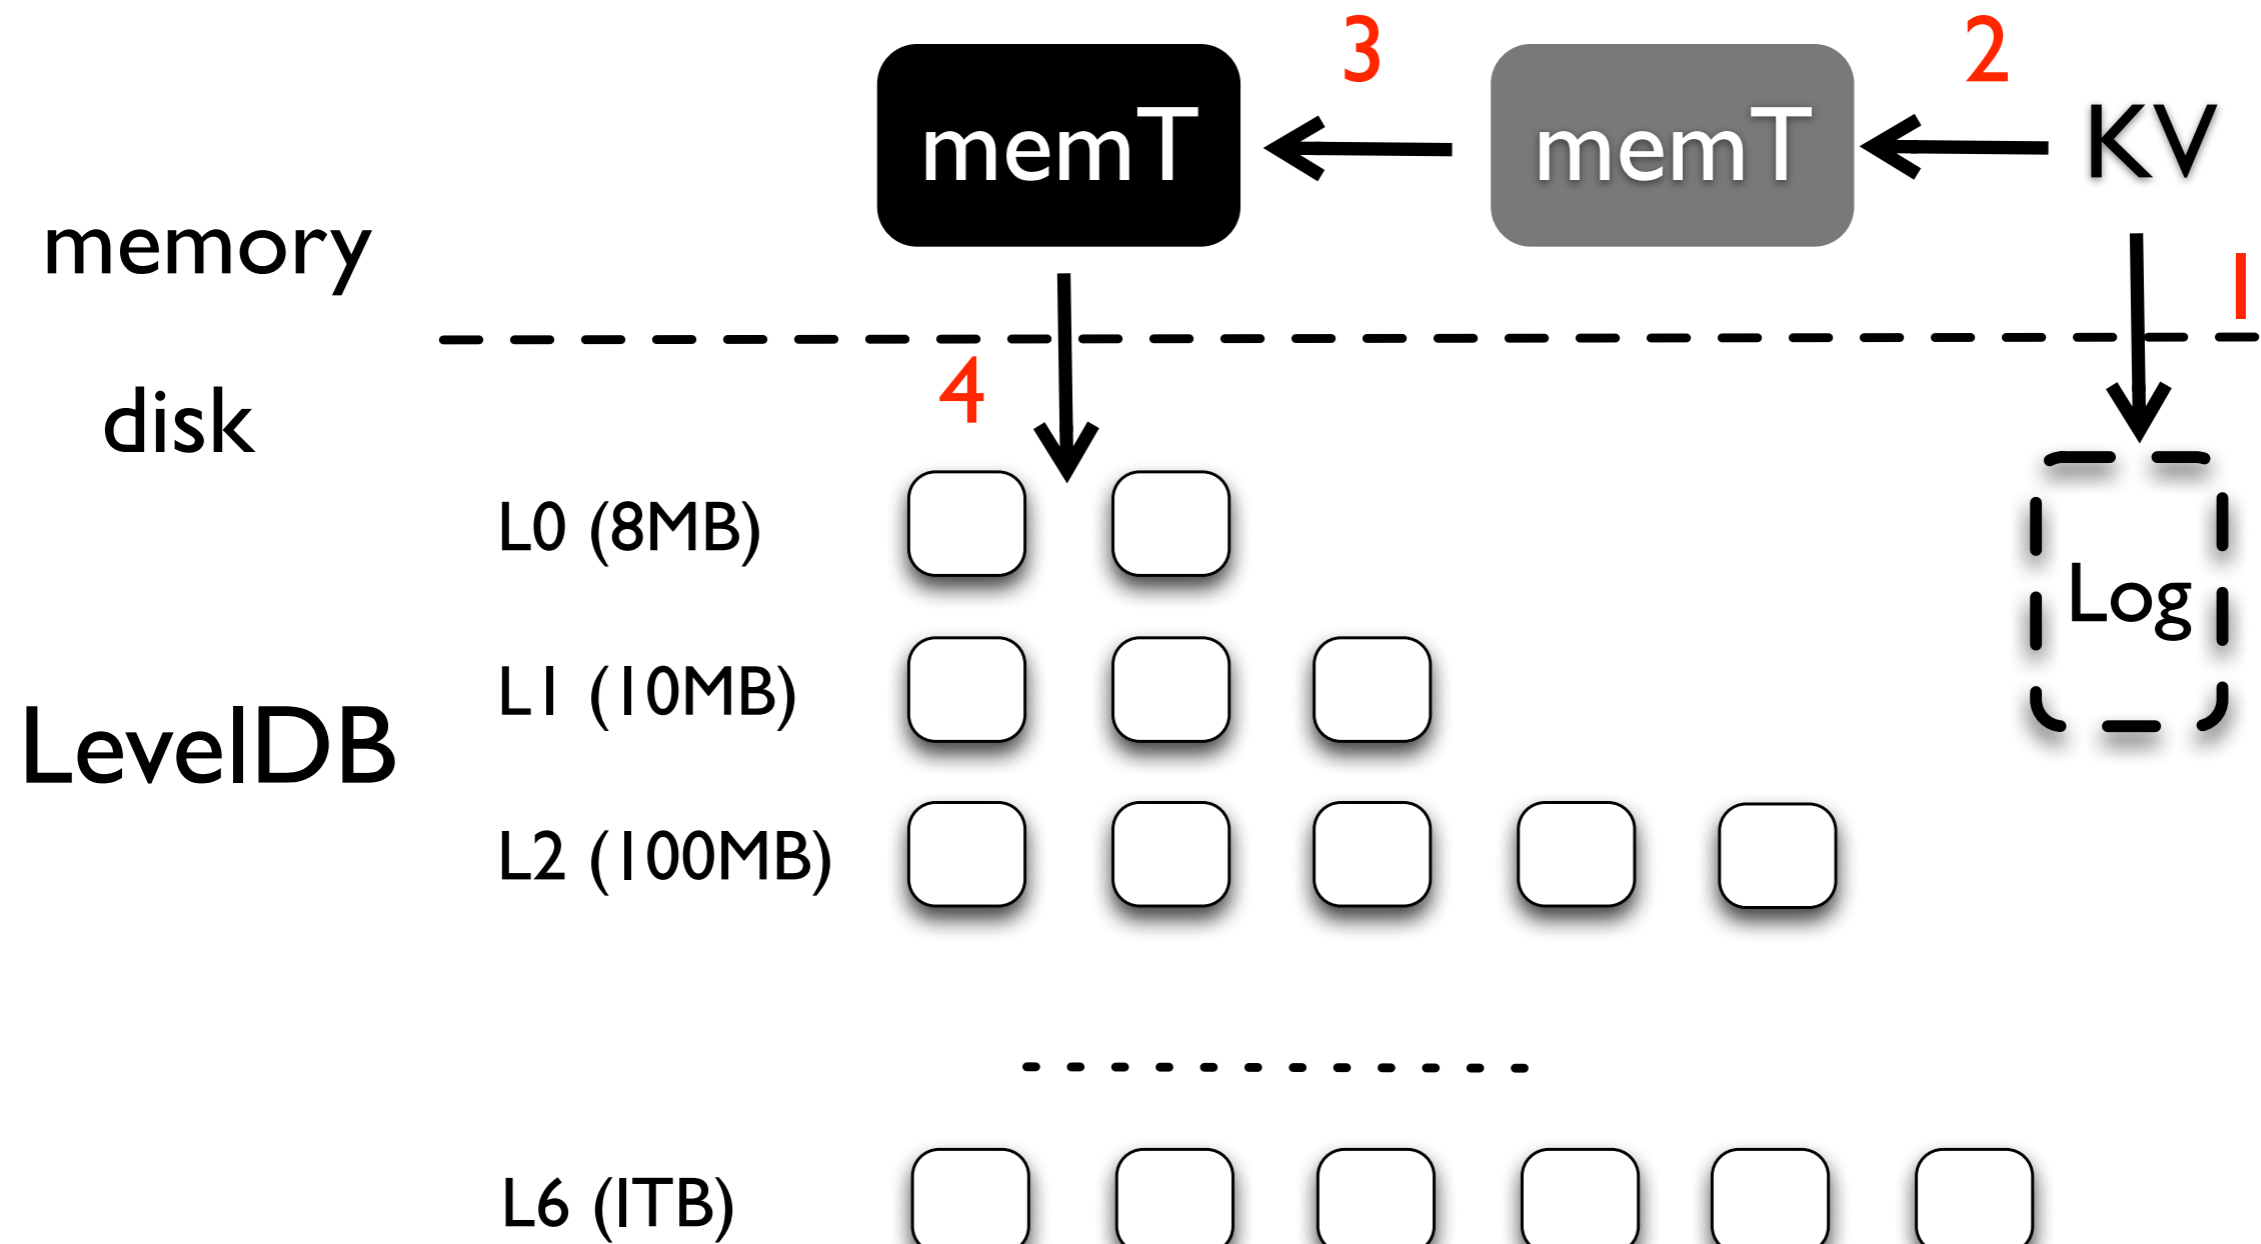 3
2
memT
memT
KV
memory
1
disk
4
L0 (8MB)
Log
L1 (10MB)
LevelDB
L2 (100MB)
L6 (1TB)